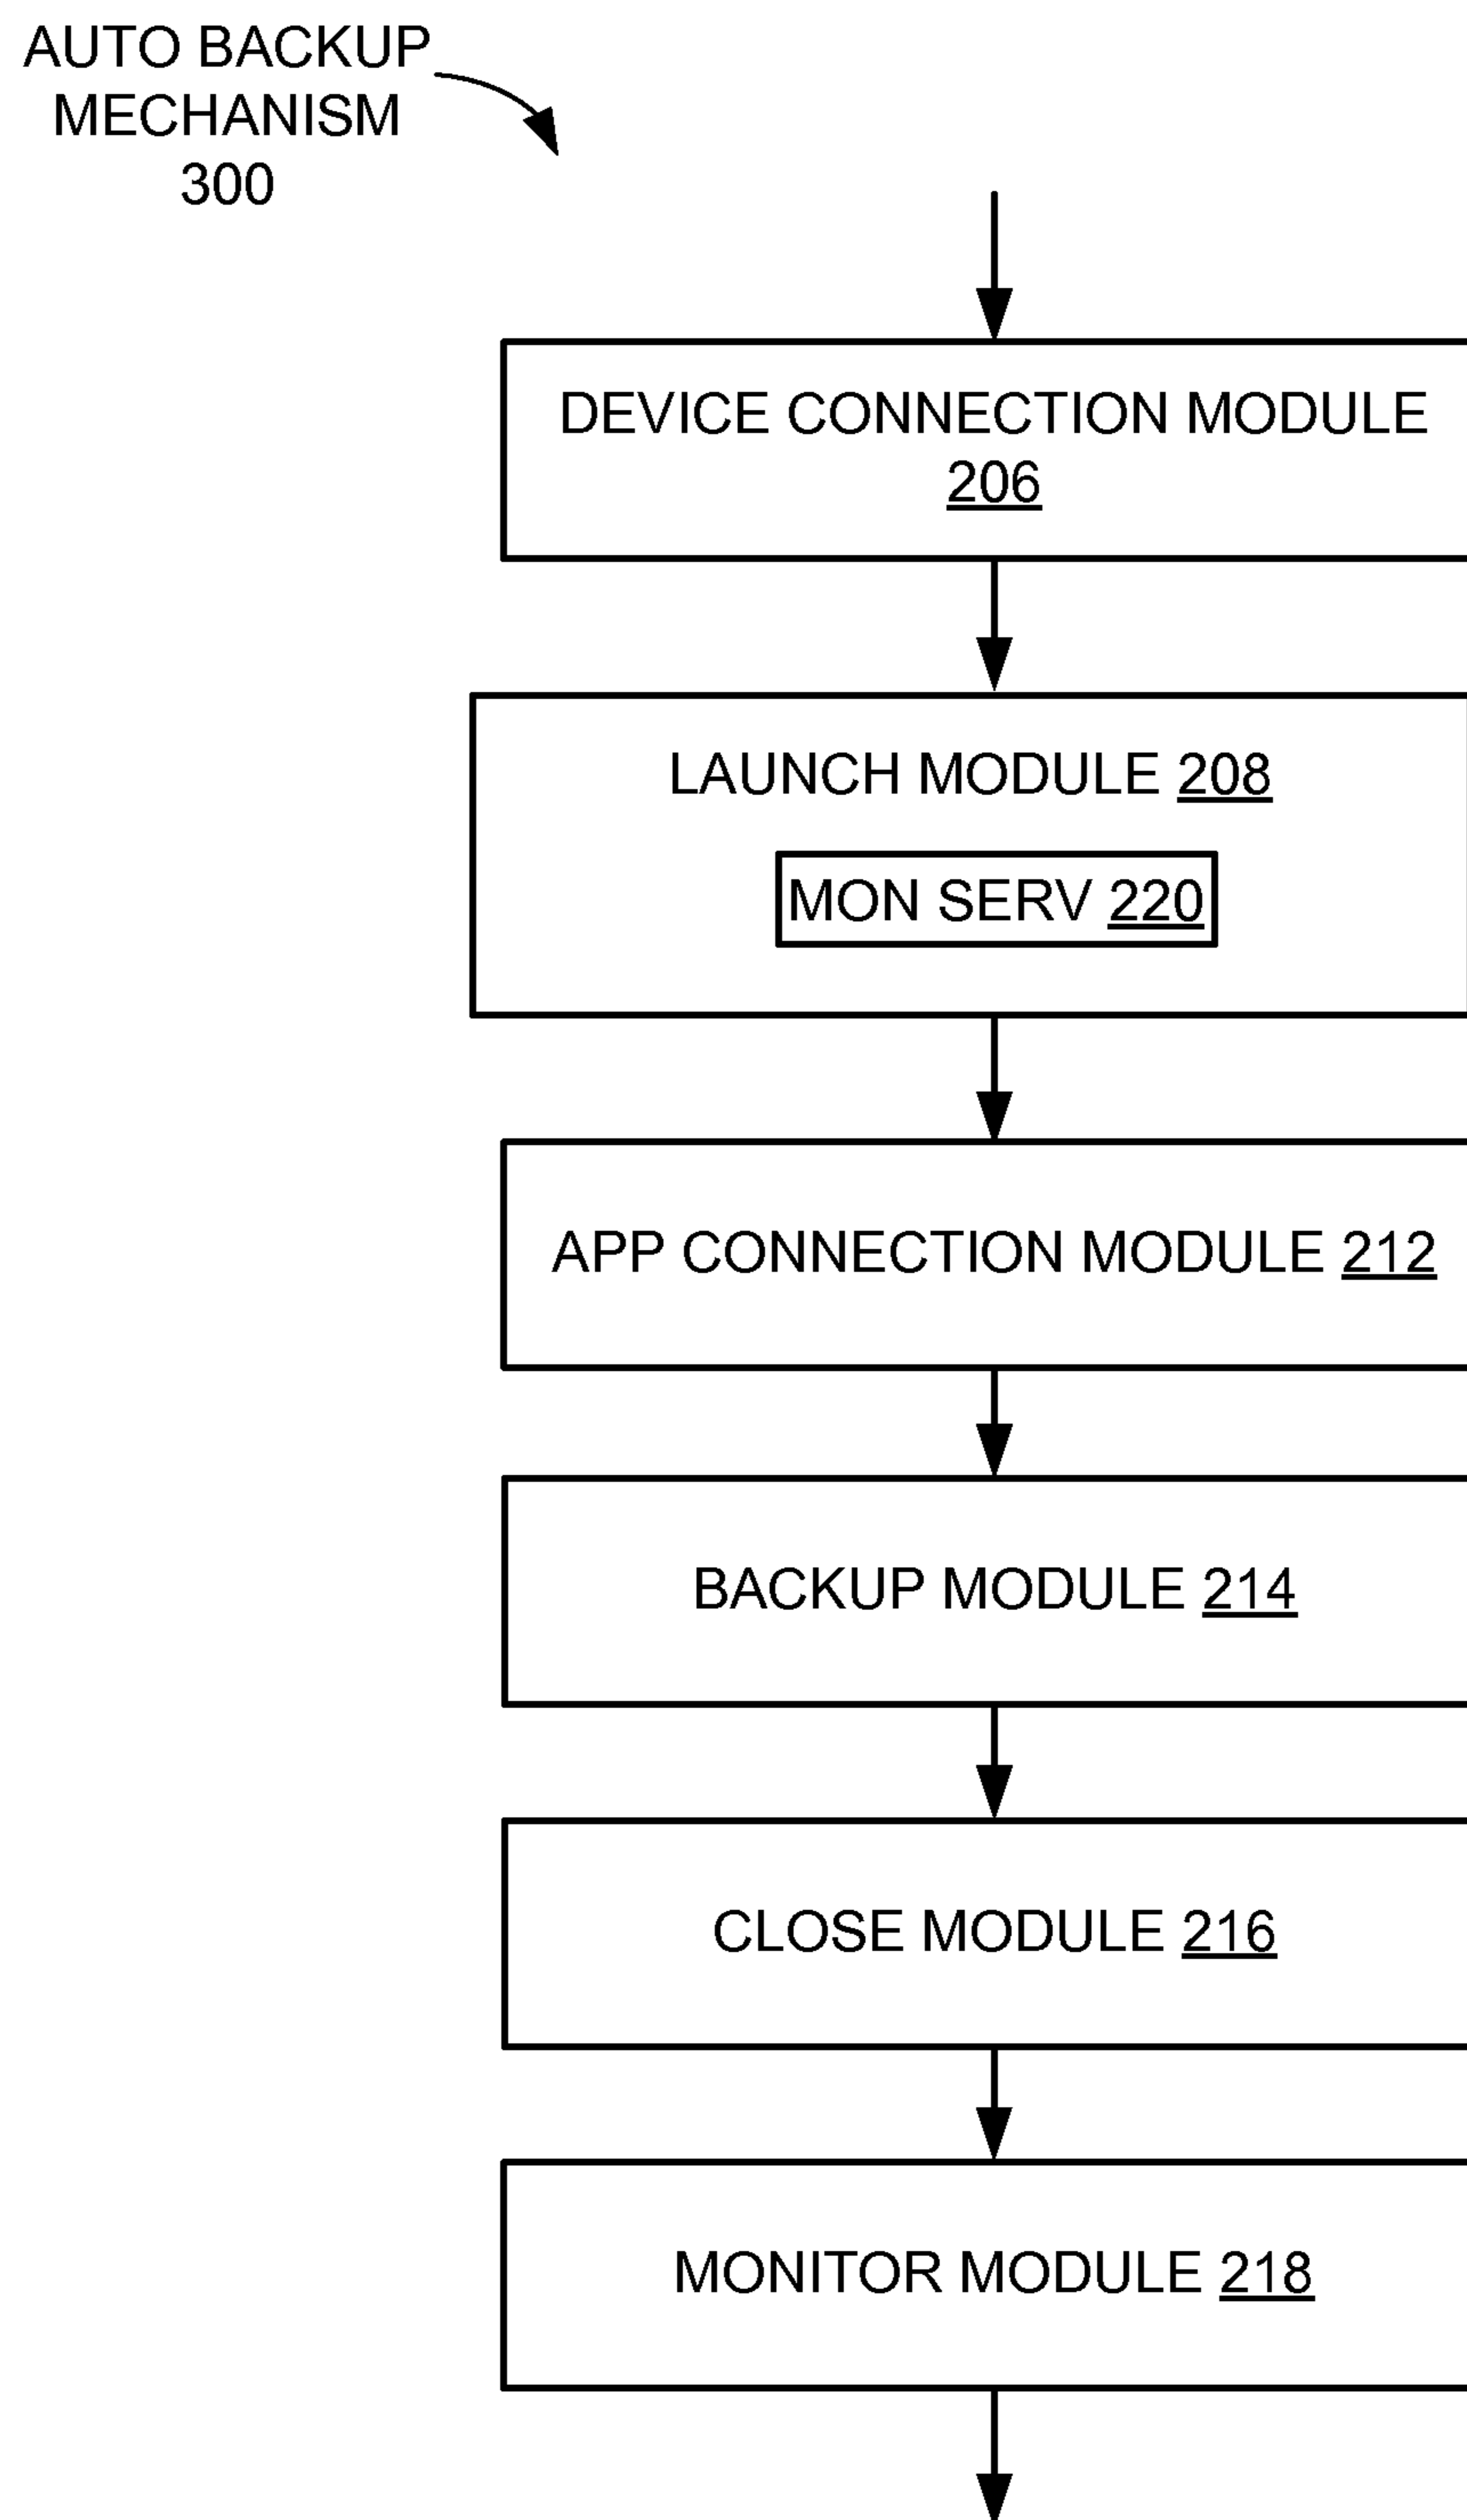 AUTO BACKUP
MECHANISM
300
DEVICE CONNECTION MODULE
206
LAUNCH MODULE 208
MON SERV 220
APP CONNECTION MODULE 212
BACKUP MODULE 214
CLOSE MODULE 216
MONITOR MODULE 218